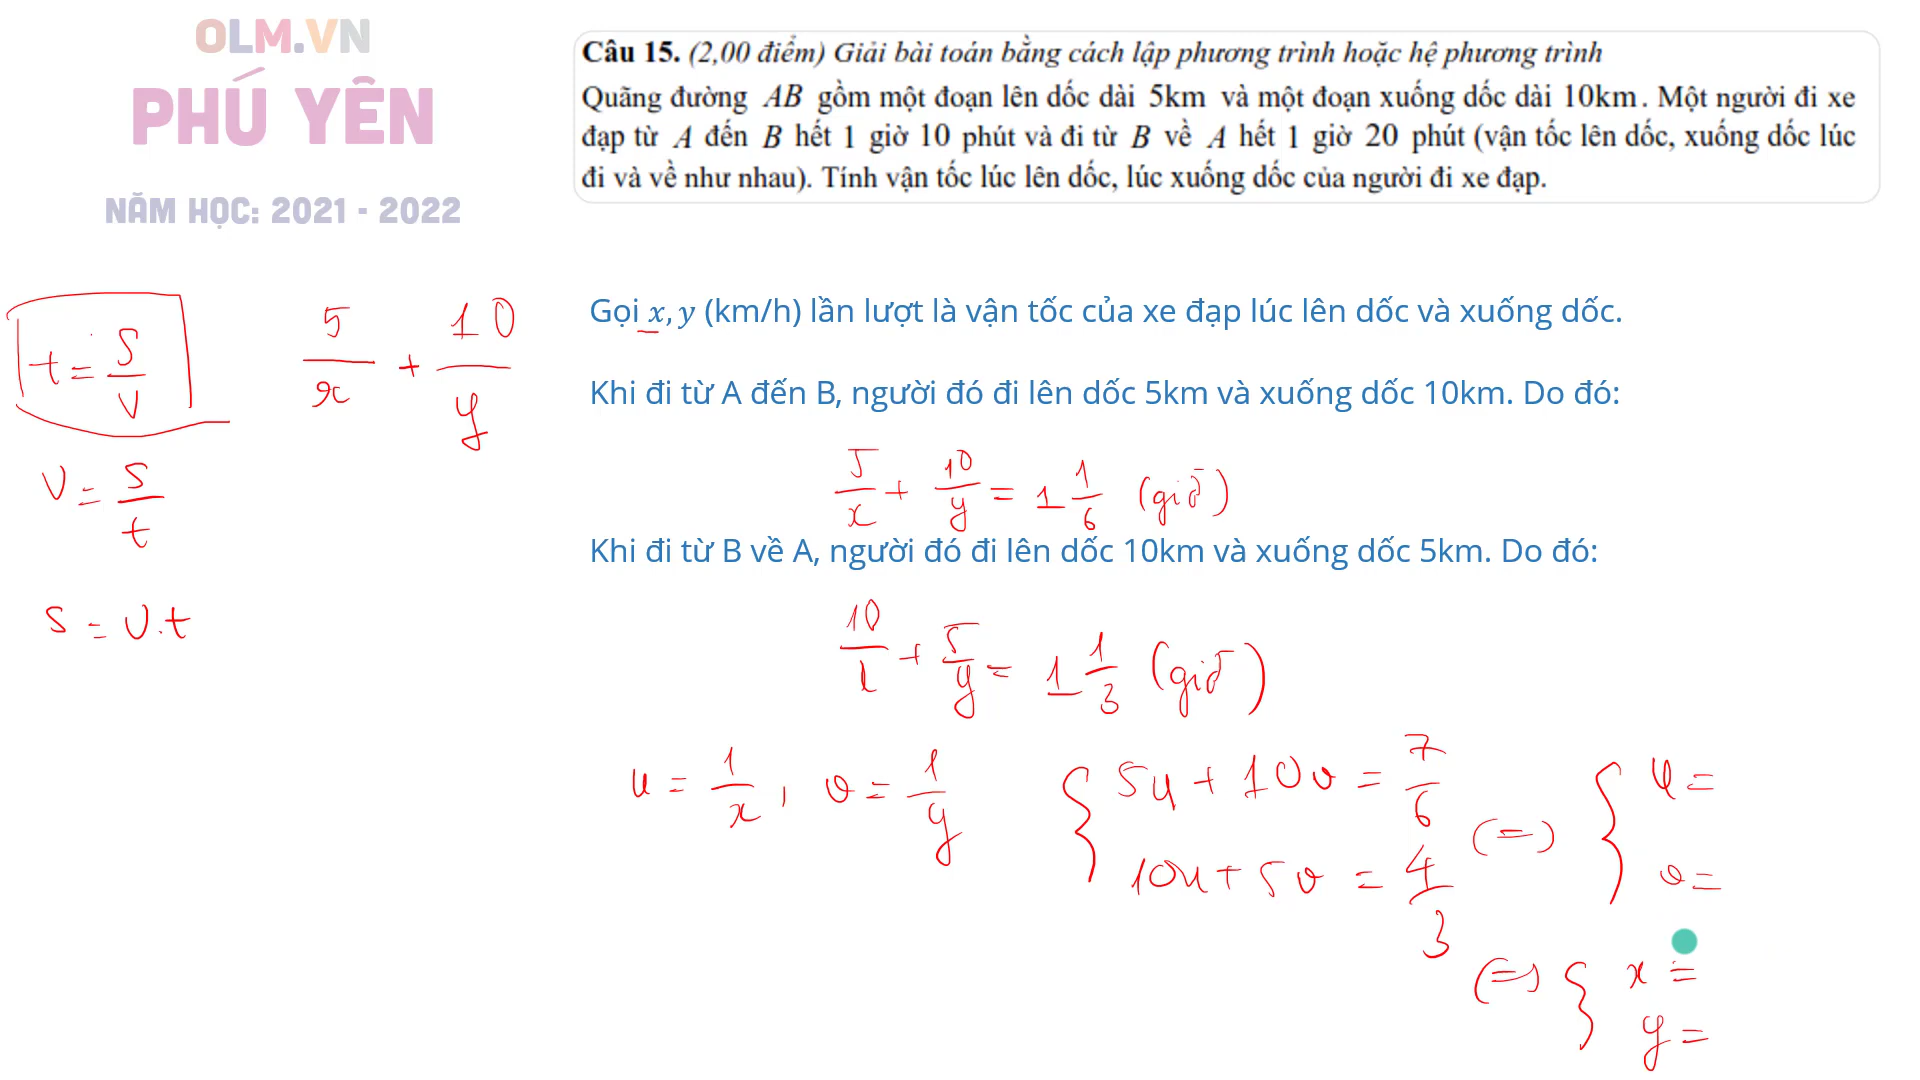 OLM.VN
PHÚ YÊN
NĂM HỌC: 2021 - 2022
Câu 15. (2,00 điểm) Giải bài toán bằng cách lập phương trình hoặc hệ phương trình
Quãng đường AB gồm một đoạn lên dốc dài 5km và một đoạn xuống dốc dài 10km. Một người đi xe
đạp từ A đến B hết 1 giờ 10 phút và đi từ B về A hết 1 giờ 20 phút (vận tốc lên dốc, xuống dốc lúc
đi và về như nhau). Tính vận tốc lúc lên dốc, lúc xuống dốc của người đi xe đạp.
t = S/V
5/x + 10/y
V = S/t
S = V.t
Gọi x, y (km/h) lần lượt là vận tốc của xe đạp lúc lên dốc và xuống dốc.
Khi đi từ A đến B, người đó đi lên dốc 5km và xuống dốc 10km. Do đó:
5/x + 10/y = 1 1/6 (giờ)
Khi đi từ B về A, người đó đi lên dốc 10km và xuống dốc 5km. Do đó:
10/x + 5/y = 1 1/3 (giờ)
u = 1/x, v = 1/y
{ 5u + 10v = 7/6
10u + 5v = 4/3
(=) { u =
v =
(=) { x =
y =